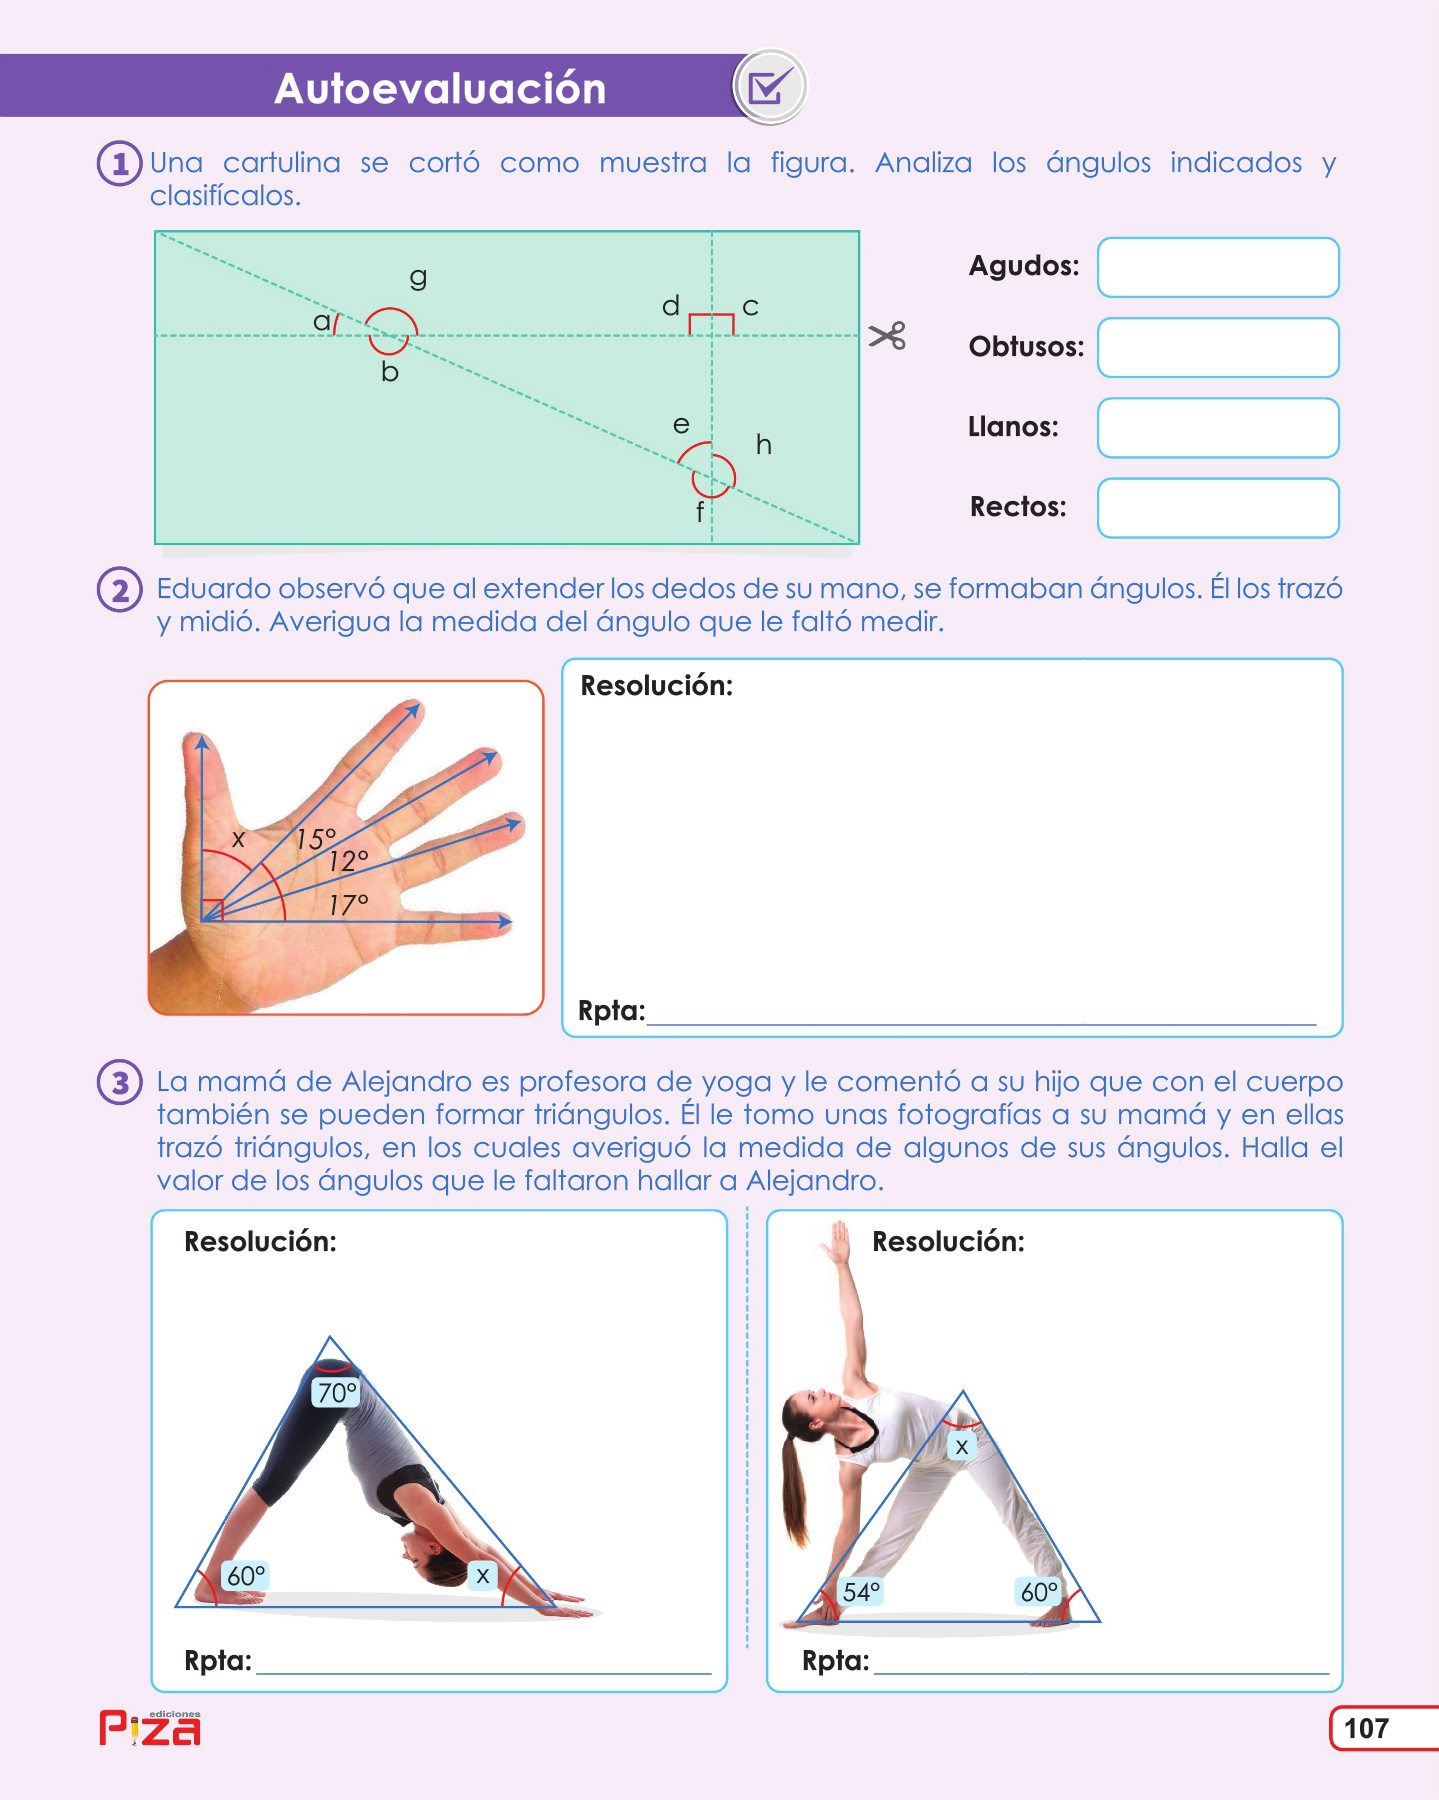 Autoevaluación
1 Una cartulina se cortó como muestra la figura. Analiza los ángulos indicados y
clasifícalos.
g
a
b
d c
e
h
f
Agudos:
Obtusos:
Llanos:
Rectos:
2 Eduardo observó que al extender los dedos de su mano, se formaban ángulos. Él los trazó
y midió. Averigua la medida del ángulo que le faltó medir.
x
15°
12°
17°
Resolución:
Rpta:
3 La mamá de Alejandro es profesora de yoga y le comentó a su hijo que con el cuerpo
también se pueden formar triángulos. Él le tomo unas fotografías a su mamá y en ellas
trazó triángulos, en los cuales averiguó la medida de algunos de sus ángulos. Halla el
valor de los ángulos que le faltaron hallar a Alejandro.
Resolución:
70°
60°
x
Rpta:
Resolución:
x
54°
60°
Rpta:
ediciones
Piza
107